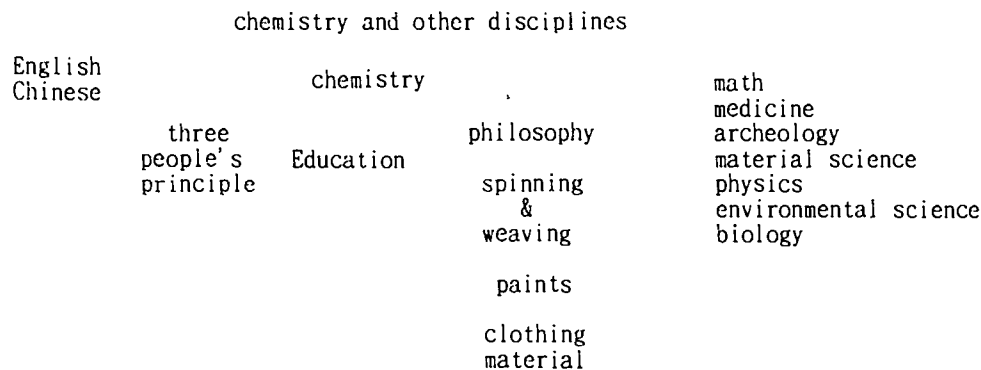 chemistry and other disciplines
English
Chinese
chemistry
three
people's
principle
Education
philosophy
spinning
&
weaving
paints
clothing
material
math
medicine
archeology
material science
physics
environmental science
biology